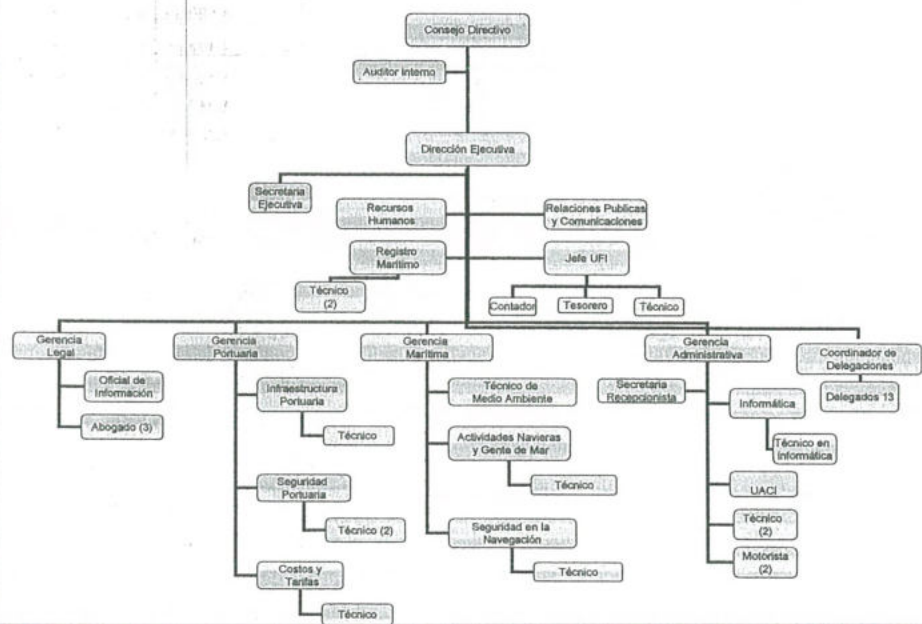 Consejo Directivo
Auditor Interno
Dirección Ejecutiva
Secretaria
Ejecutiva
Recursos
Humanos
Relaciones Publicas
y Comunicaciones
Registro
Marítimo
Jefe UFI
Técnico
(2)
Contador
Tesorero
Técnico
Gerencia
Legal
Gerencia
Portuaria
Gerencia
Marítima
Gerencia
Administrativa
Coordinador de
Delegaciones
Oficial de
Información
Abogado (3)
Infraestructura
Portuaria
Técnico
Seguridad
Portuaria
Técnico (2)
Costos y
Tarifas
Técnico
Técnico de
Medio Ambiente
Actividades Navieras
y Gente de Mar
Técnico
Seguridad en la
Navegación
Técnico
Secretaria
Recepcionista
Informática
Técnico en
Informática
UACI
Técnico
(2)
Motorista
(2)
Delegados 13